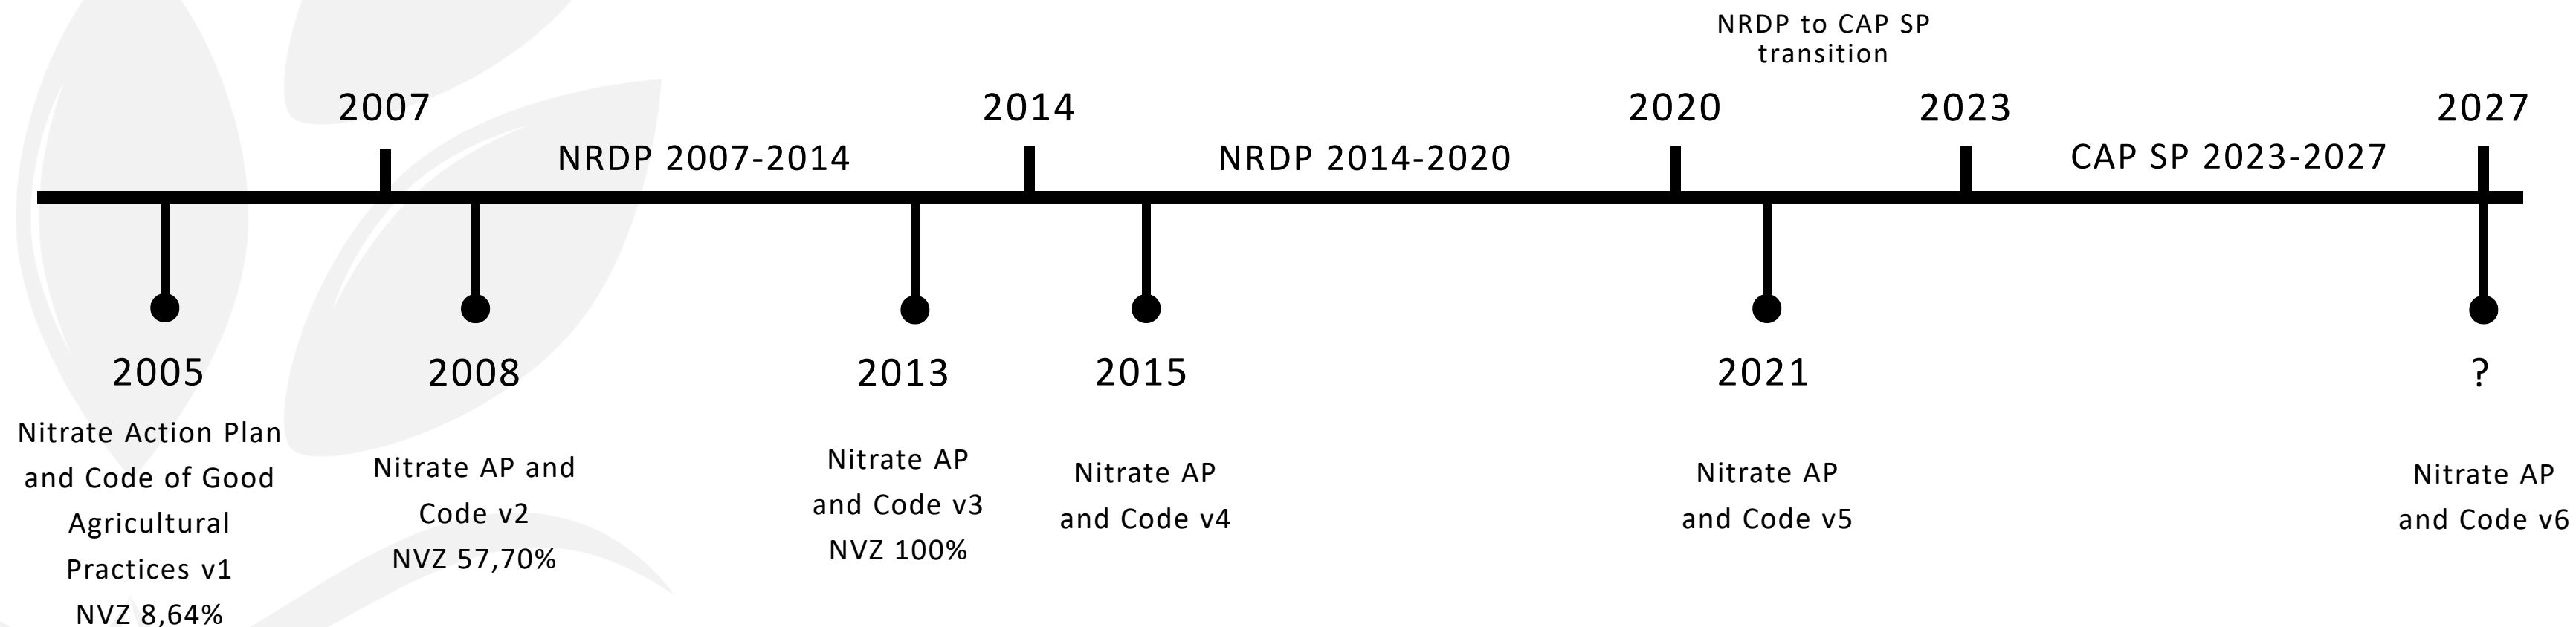 NRDP to CAP SP
transition
2007
2014
2020
2023
2027
NRDP 2007-2014
NRDP 2014-2020
CAP SP 2023-2027
2005
Nitrate Action Plan
and Code of Good
Agricultural
Practices v1
NVZ 8,64%
2008
Nitrate AP and
Code v2
NVZ 57,70%
2013
Nitrate AP
and Code v3
NVZ 100%
2015
Nitrate AP
and Code v4
2021
Nitrate AP
and Code v5
?
Nitrate AP
and Code v6